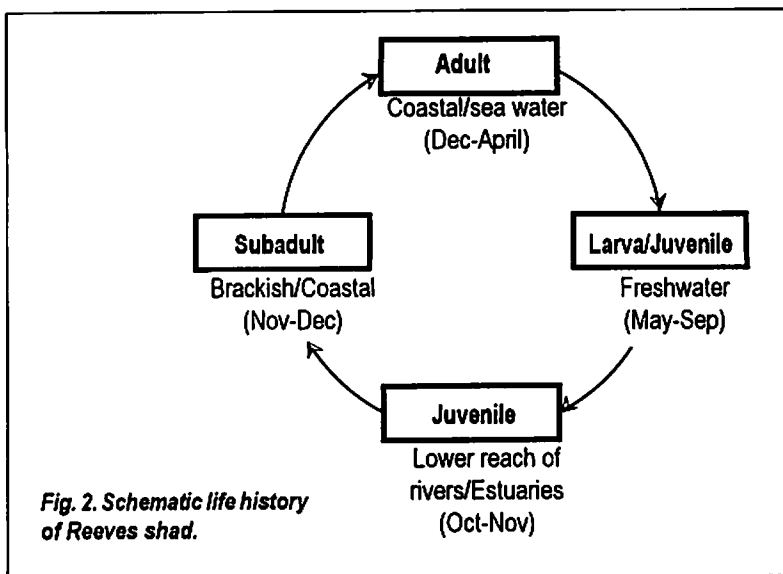 Adult
Coastal/sea water
(Dec-April)
Larva/Juvenile
Freshwater
(May-Sep)
Juvenile
Lower reach of
rivers/Estuaries
(Oct-Nov)
Subadult
Brackish/Coastal
(Nov-Dec)
Fig. 2. Schematic life history
of Reeves shad.